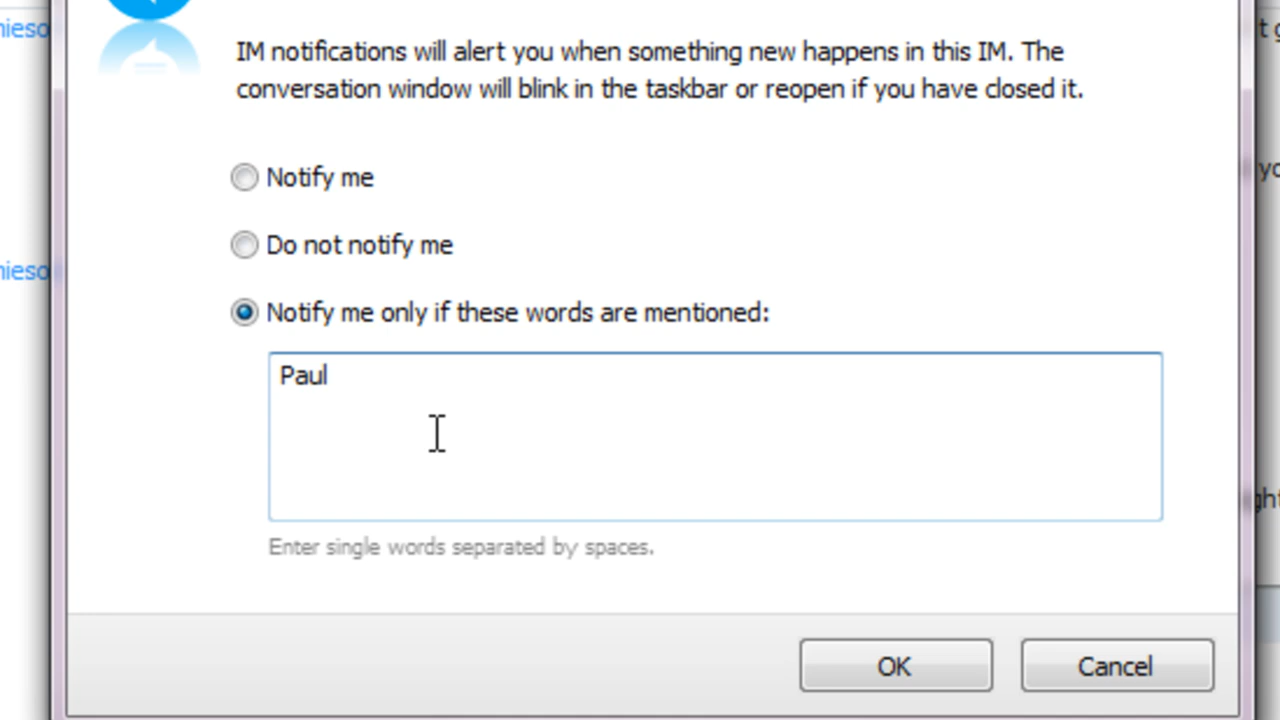 IM notifications will alert you when something new happens in this IM. The
conversation window will blink in the taskbar or reopen if you have closed it.
Notify me
Do not notify me
Notify me only if these words are mentioned:
Paul
Enter single words separated by spaces.
OK
Cancel